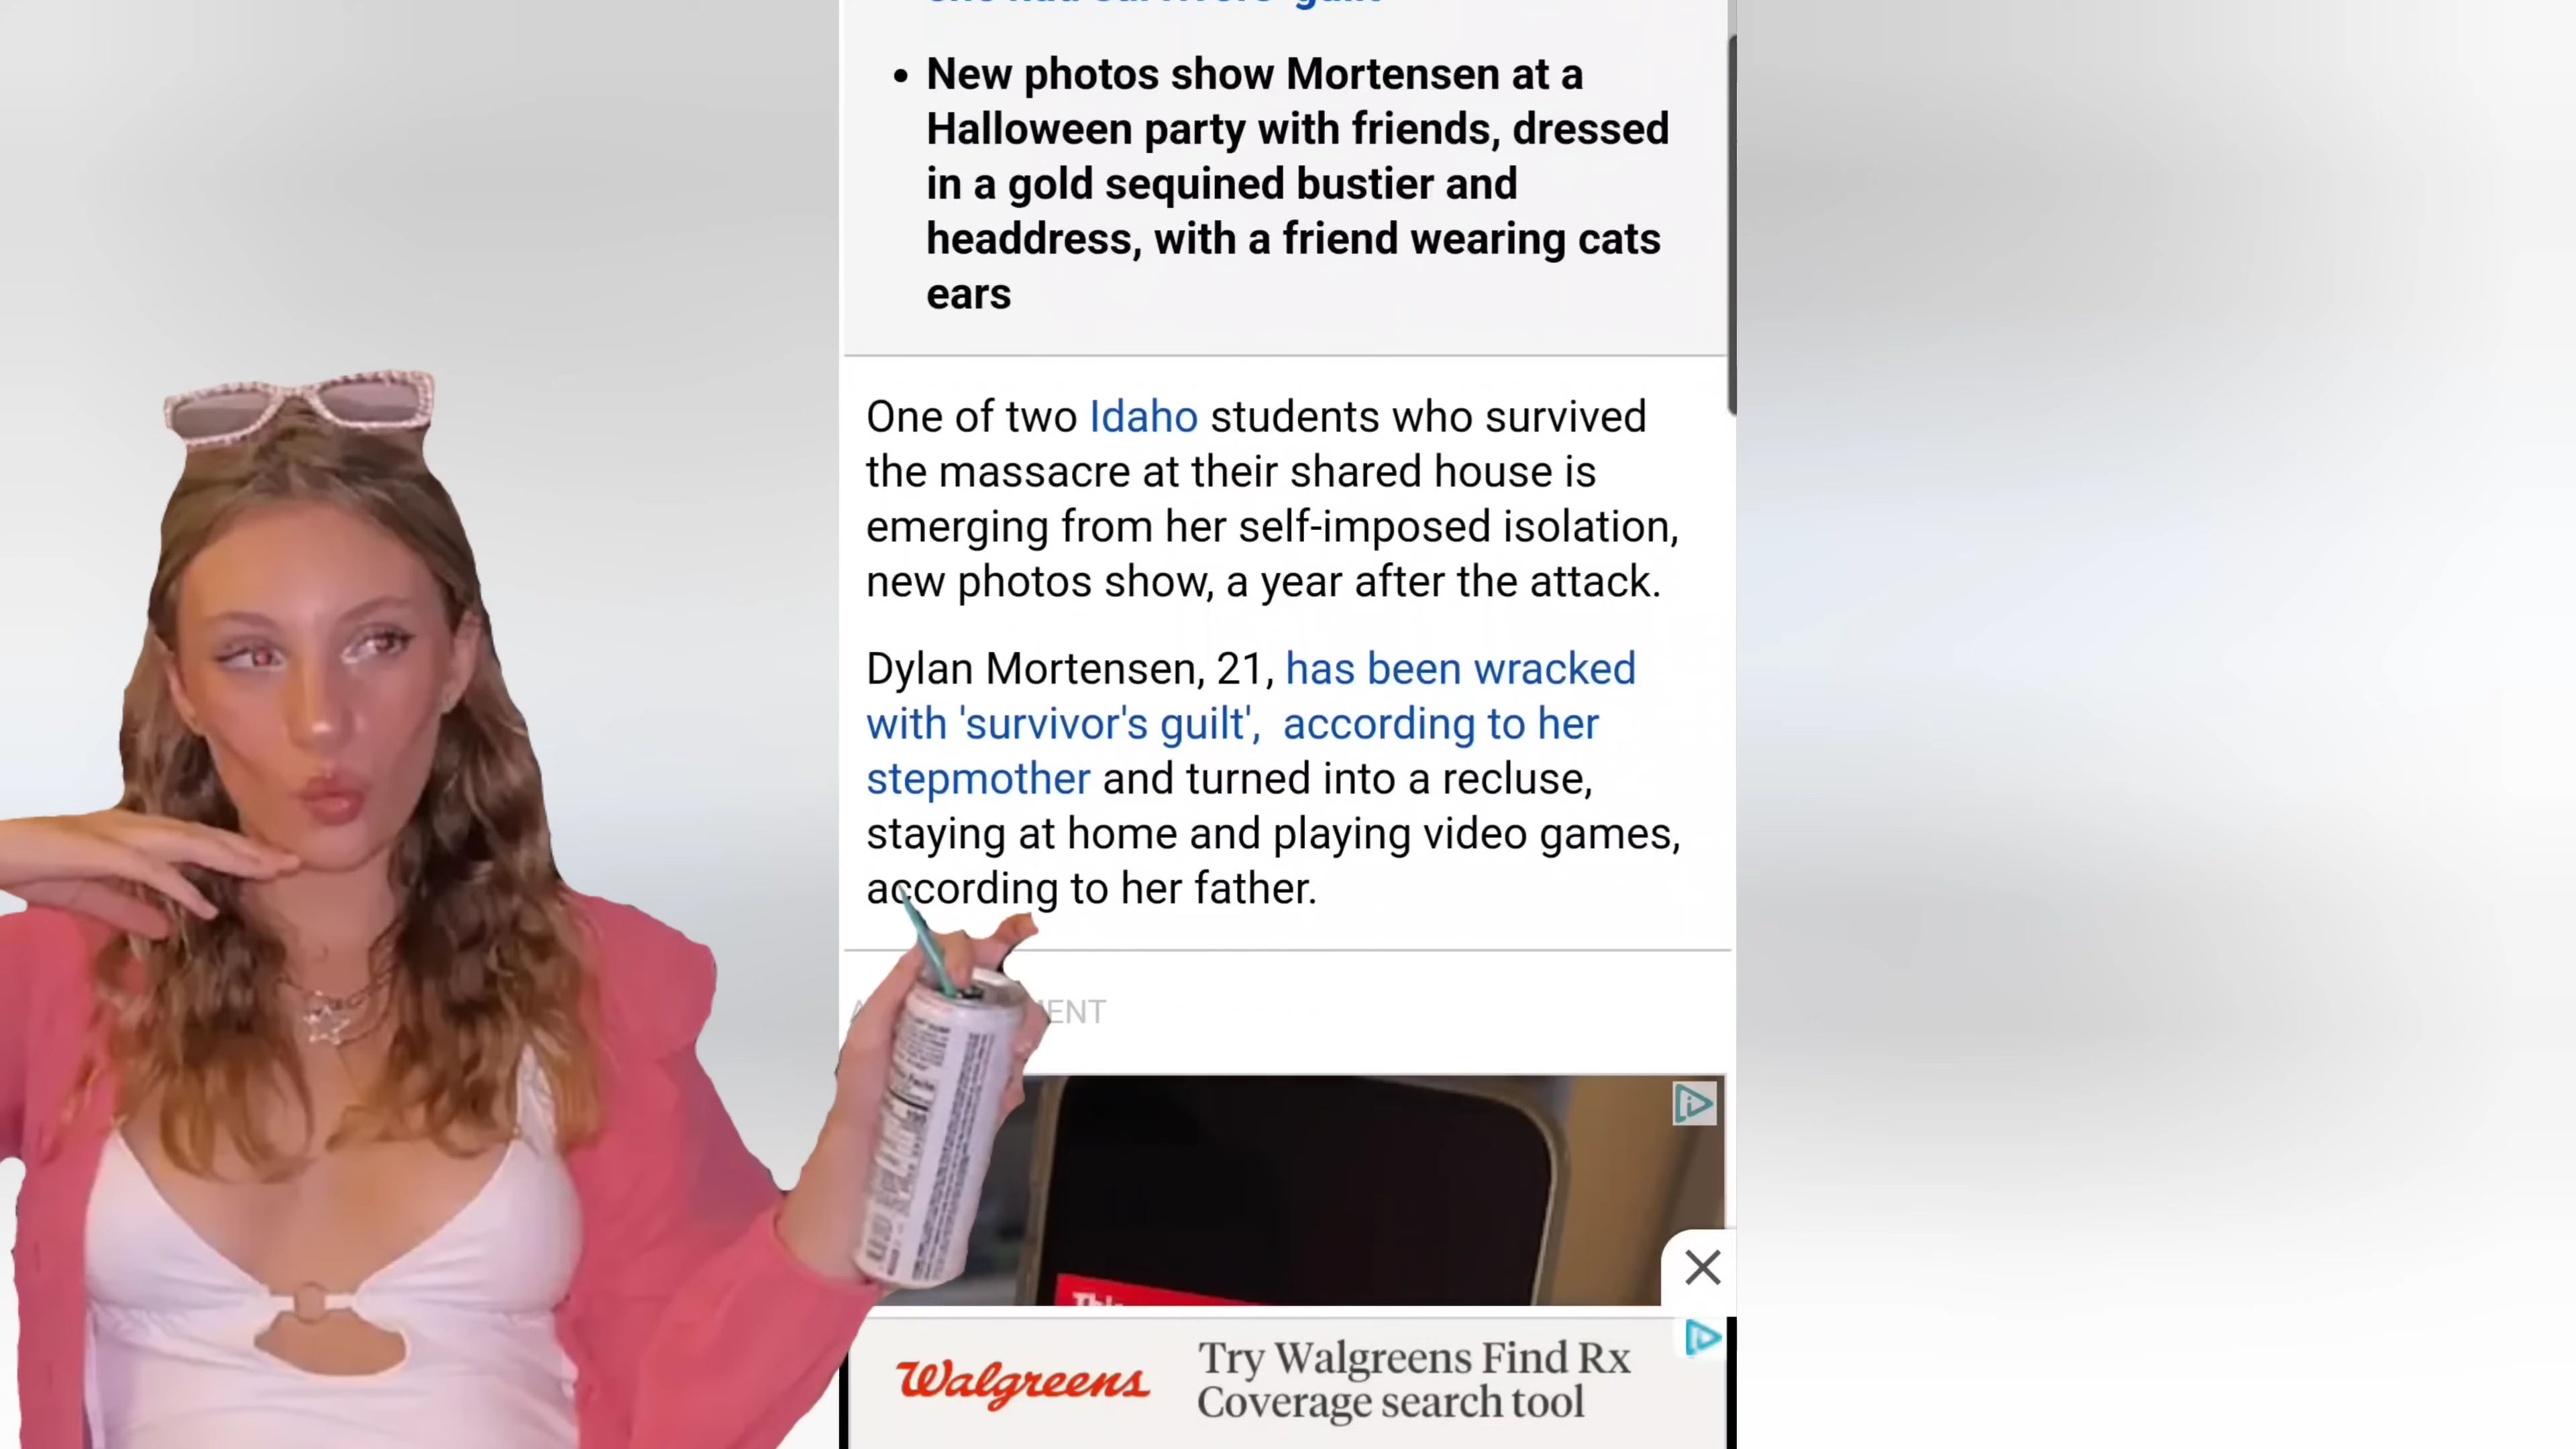 New photos show Mortensen at a
Halloween party with friends, dressed
in a gold sequined bustier and
headdress, with a friend wearing cats
ears
One of two Idaho students who survived
the massacre at their shared house is
emerging from her self-imposed isolation,
new photos show, a year after the attack.
Dylan Mortensen, 21, has been wracked
with 'survivor's guilt', according to her
stepmother and turned into a recluse,
staying at home and playing video games,
according to her father.
Walgreens
Try Walgreens Find Rx
Coverage search tool